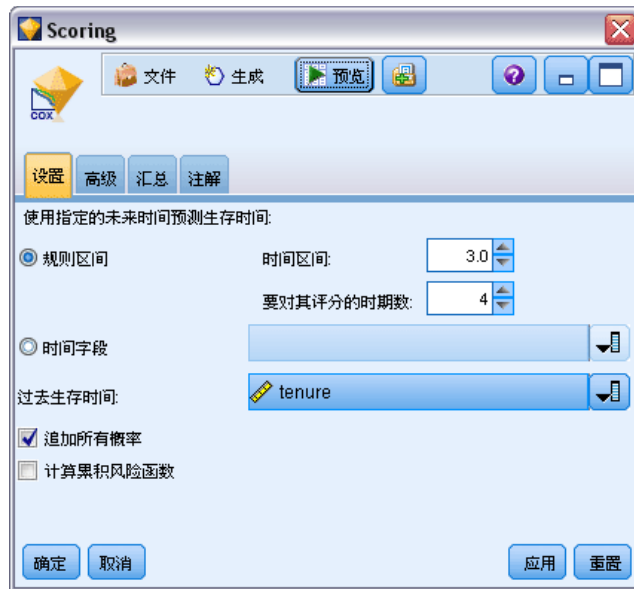 Scoring
COX
文件 生成 预览
设置 高级 汇总 注解
使用指定的未来时间预测生存时间:
规则区间 时间区间: 3.0
要对其评分的时期数: 4
时间字段
过去生存时间: tenure
追加所有概率
计算累积风险函数
确定 取消 应用 重置